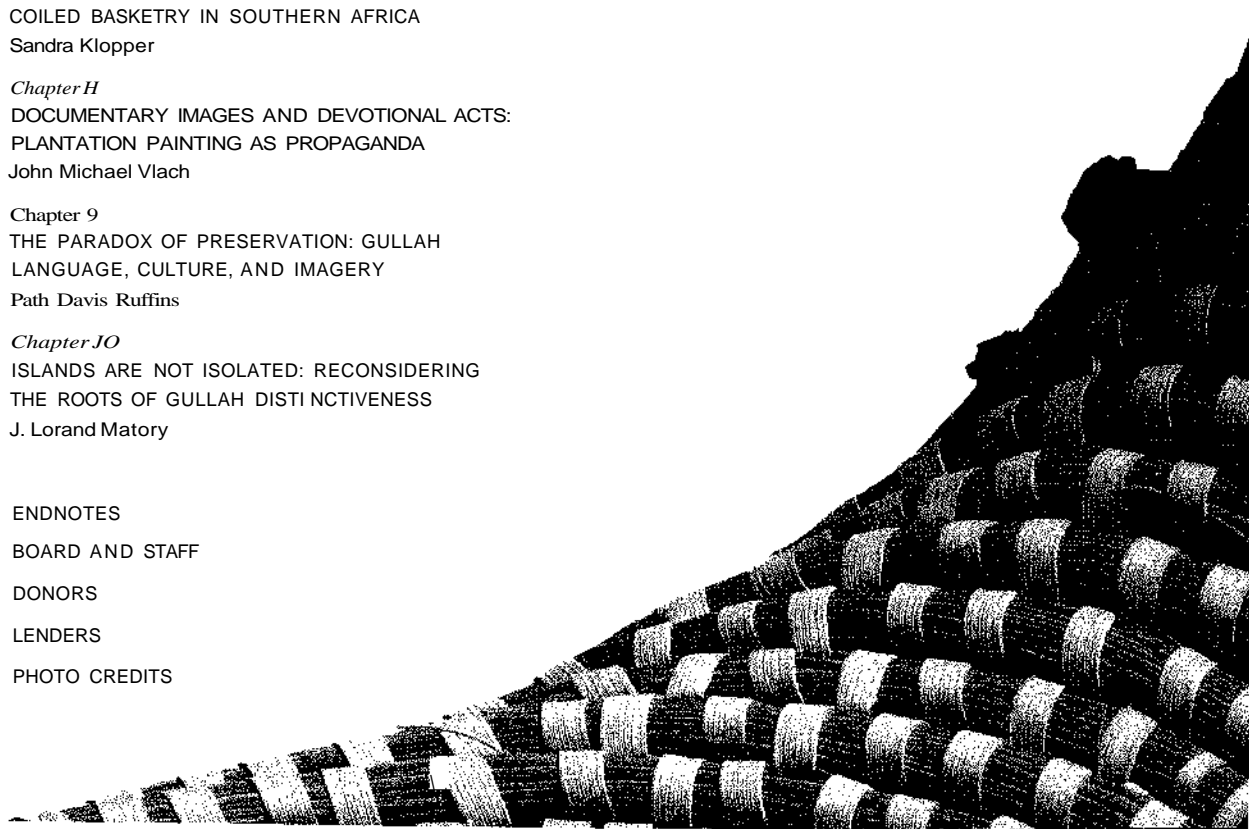 COILED BASKETRY IN SOUTHERN AFRICA
Sandra Klopper
Chapter H
DOCUMENTARY IMAGES AND DEVOTIONAL ACTS:
PLANTATION PAINTING AS PROPAGANDA
John Michael Vlach
Chapter 9
THE PARADOX OF PRESERVATION: GULLAH
LANGUAGE, CULTURE, AND IMAGERY
Path Davis Ruffins
Chapter JO
ISLANDS ARE NOT ISOLATED: RECONSIDERING
THE ROOTS OF GULLAH DISTI NCTIVENESS
J. Lorand Matory
ENDNOTES
BOARD AND STAFF
DONORS
LENDERS
PHOTO CREDITS